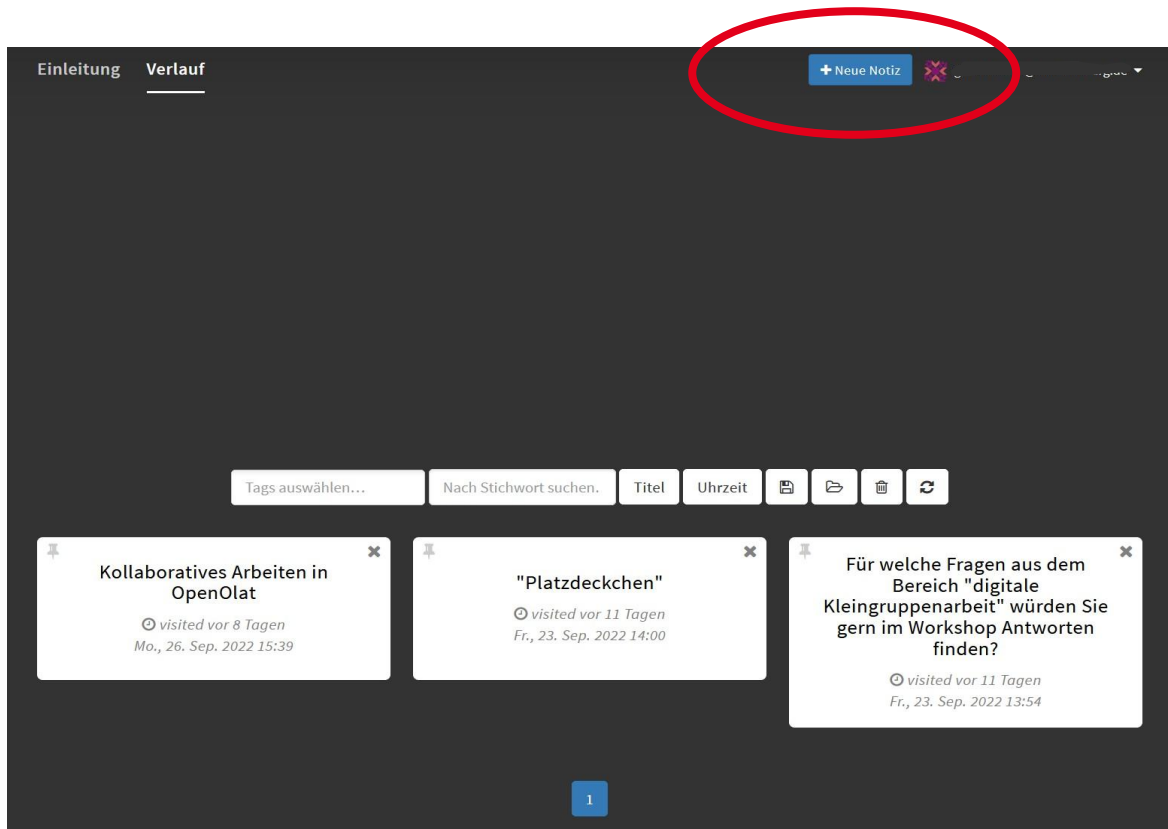 Einleitung Verlauf
Neue Notiz
Tags auswählen...
Nach Stichwort suchen.
Titel
Uhrzeit
Kollaboratives Arbeiten in
OpenOlat
visited vor 8 Tagen
Mo., 26. Sep. 2022 15:39
"Platzdeckchen"
visited vor 11 Tagen
Fr., 23. Sep. 2022 14:00
Für welche Fragen aus dem
Bereich "digitale
Kleingruppenarbeit" würden Sie
gern im Workshop Antworten
finden?
visited vor 11 Tagen
Fr., 23. Sep. 2022 13:54
1